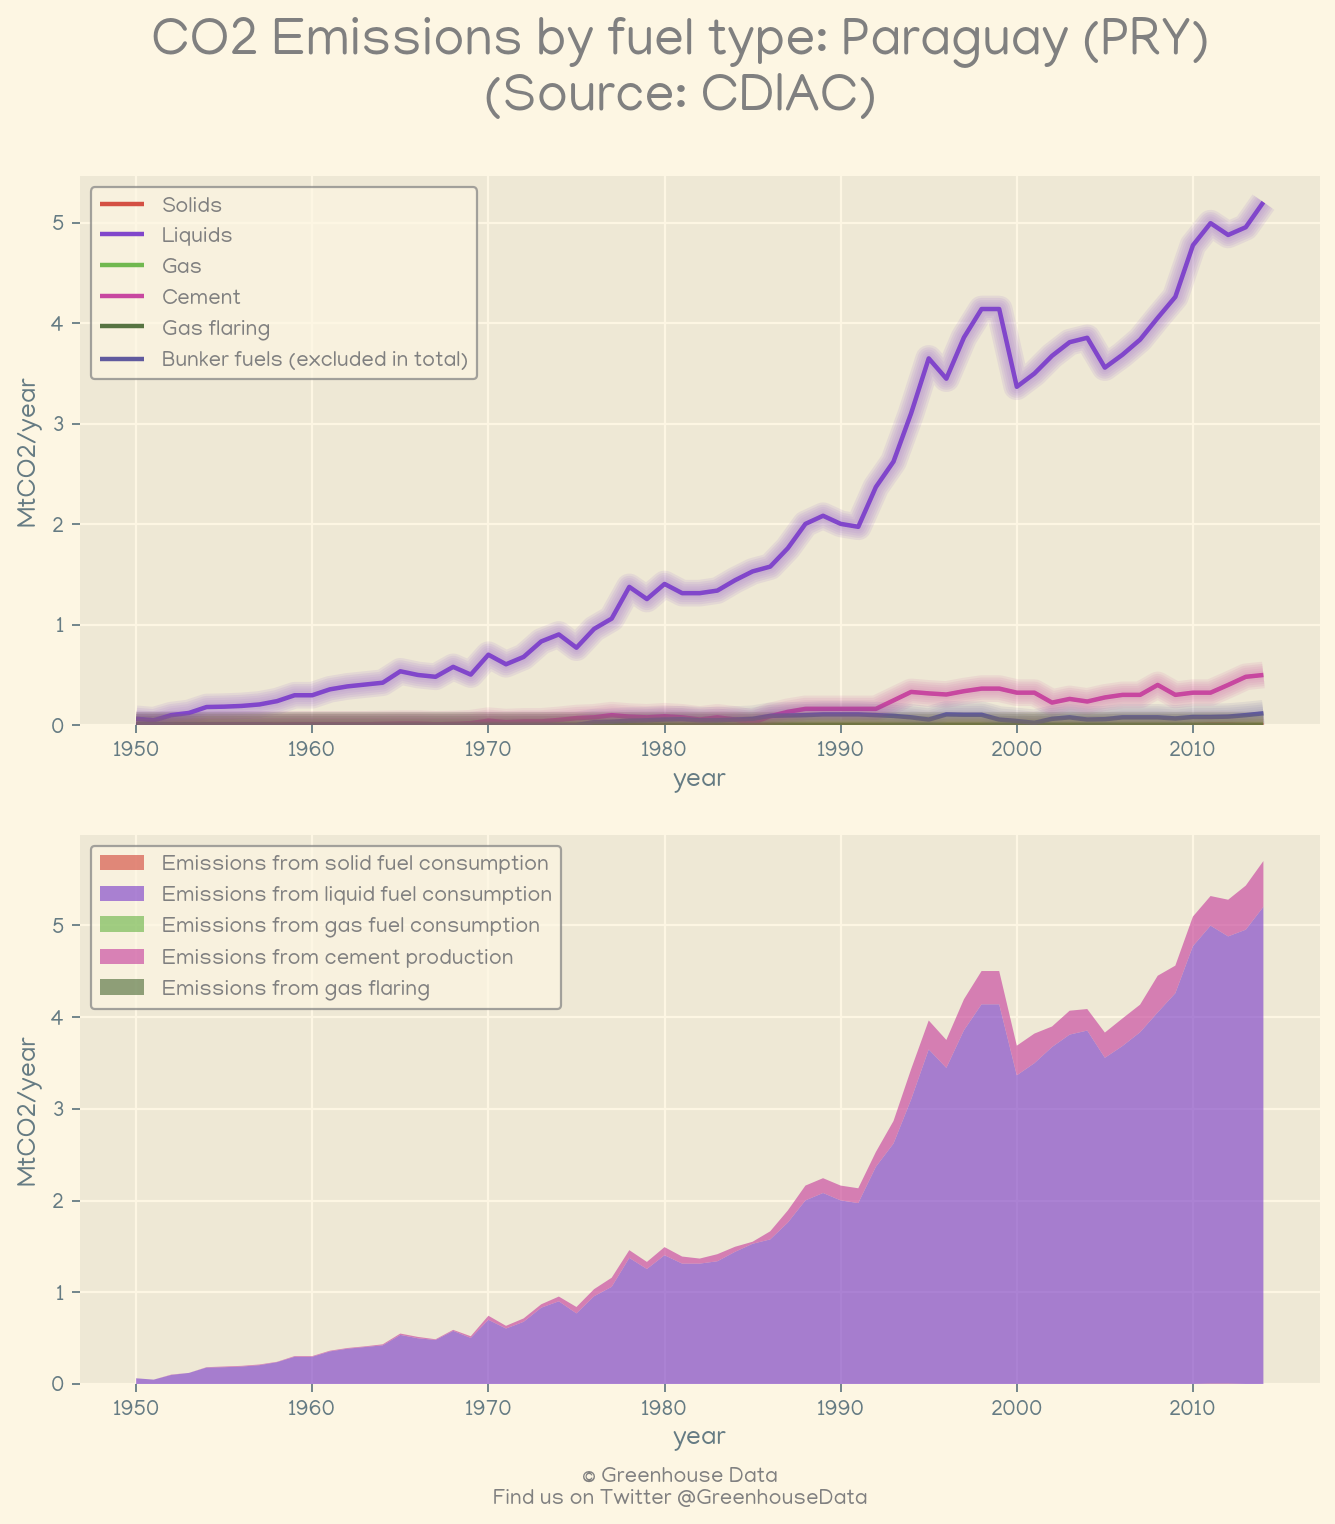 CO2 Emissions by fuel type: Paraguay (PRY)
(Source: CDIAC)
Solids
Liquids
Gas
Cement
Gas flaring
Bunker fuels (excluded in total)
MtCO2/year
5
4
3
2
1
0
1950 1960 1970 1980 1990 2000 2010
year
Emissions from solid fuel consumption
Emissions from liquid fuel consumption
Emissions from gas fuel consumption
Emissions from cement production
Emissions from gas flaring
MtCO2/year
5
4
3
2
1
0
1950 1960 1970 1980 1990 2000 2010
year
© Greenhouse Data
Find us on Twitter @GreenhouseData